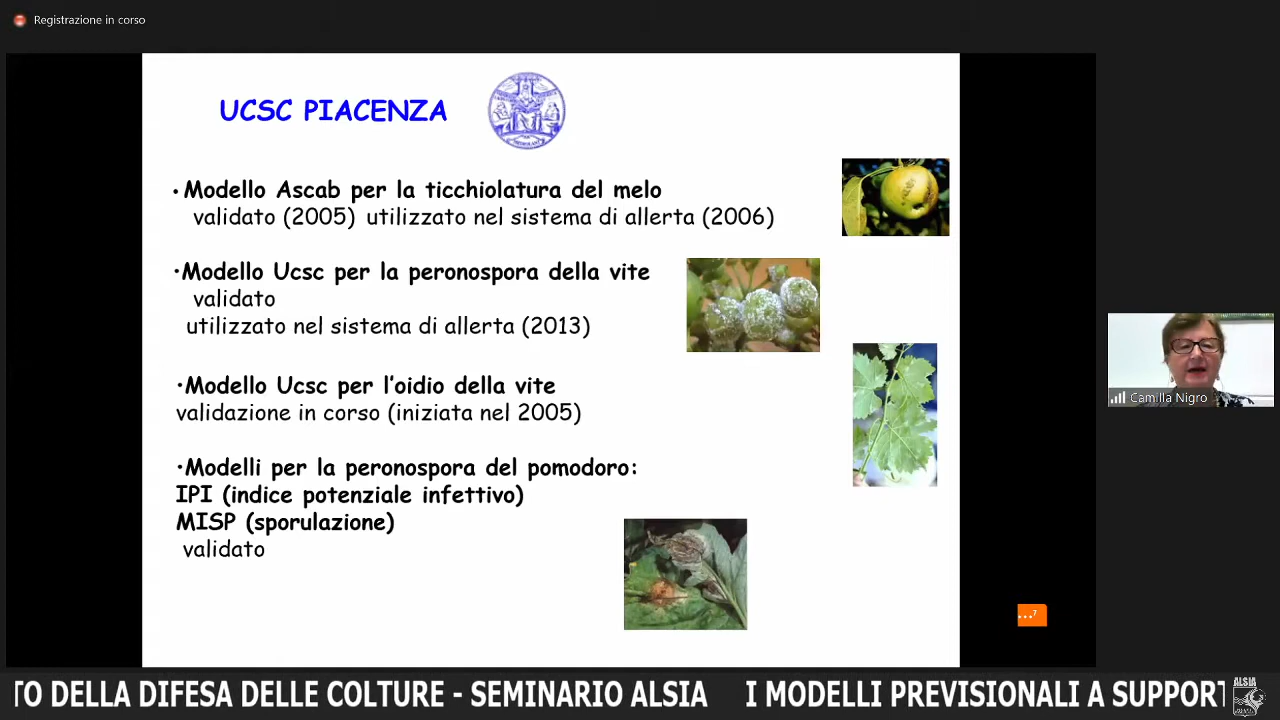 Registrazione in corso
UCSC PIACENZA
• Modello Ascab per la ticchiolatura del melo
validato (2005) utilizzato nel sistema di allerta (2006)
•Modello Ucsc per la peronospora della vite
validato
utilizzato nel sistema di allerta (2013)
•Modello Ucsc per l'oidio della vite
validazione in corso (iniziata nel 2005)
•Modelli per la peronospora del pomodoro:
IPI (indice potenziale infettivo)
MISP (sporulazione)
validato
Camilla Nigro
...7
TO DELLA DIFESA DELLE COLTURE - SEMINARIO ALSIA I MODELLI PREVISIONALI A SUPPORT
ALSIA